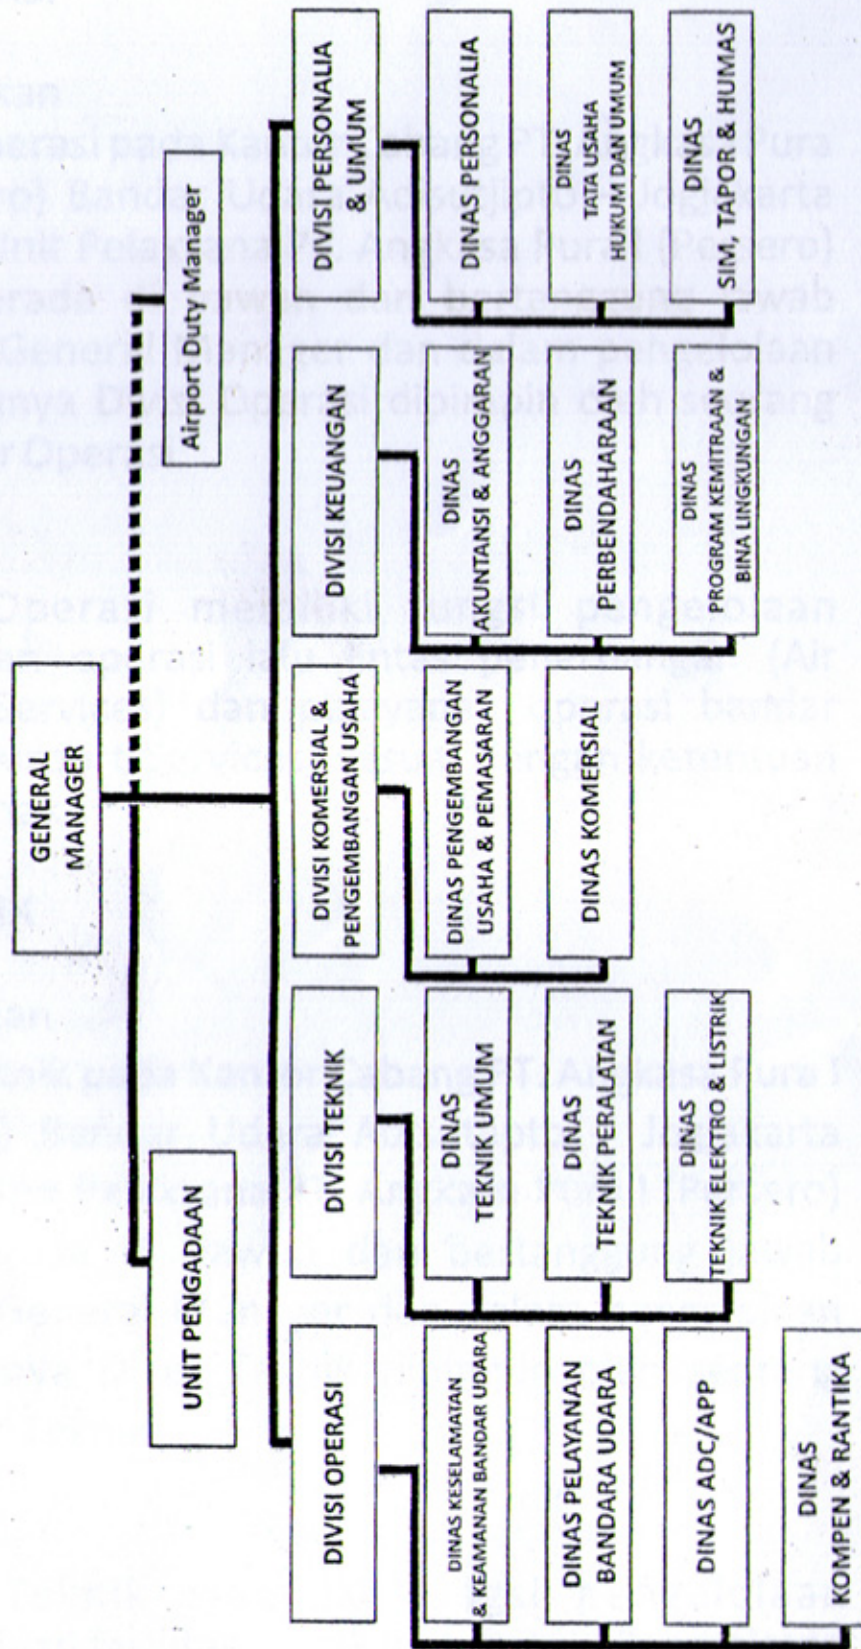 GENERAL
MANAGER
UNIT PENGADAAN
Airport Duty Manager
DIVISI OPERASI
DINAS KESELAMATAN
& KEAMANAN BANDAR UDARA
DINAS PELAYANAN
BANDARA UDARA
DINAS ADC/APP
DINAS
KOMPEN & RANTIKA
DIVISI TEKNIK
DINAS
TEKNIK UMUM
DINAS
TEKNIK PERALATAN
DINAS
TEKNIK ELEKTRO & LISTRIK
DIVISI KOMERSIAL &
PENGEMBANGAN USAHA
DINAS PENGEMBANGAN
USAHA & PEMASARAN
DINAS KOMERSIAL
DIVISI KEUANGAN
DINAS
AKUNTANSI & ANGGARAN
DINAS
PERBENDAHARAAN
DINAS
PROGRAM KEMITRAAN &
BINA LINGKUNGAN
DIVISI PERSONALIA
& UMUM
DINAS PERSONALIA
DINAS
TATA USAHA
HUKUM DAN UMUM
DINAS
SIM, TAPOR, & HUMAS